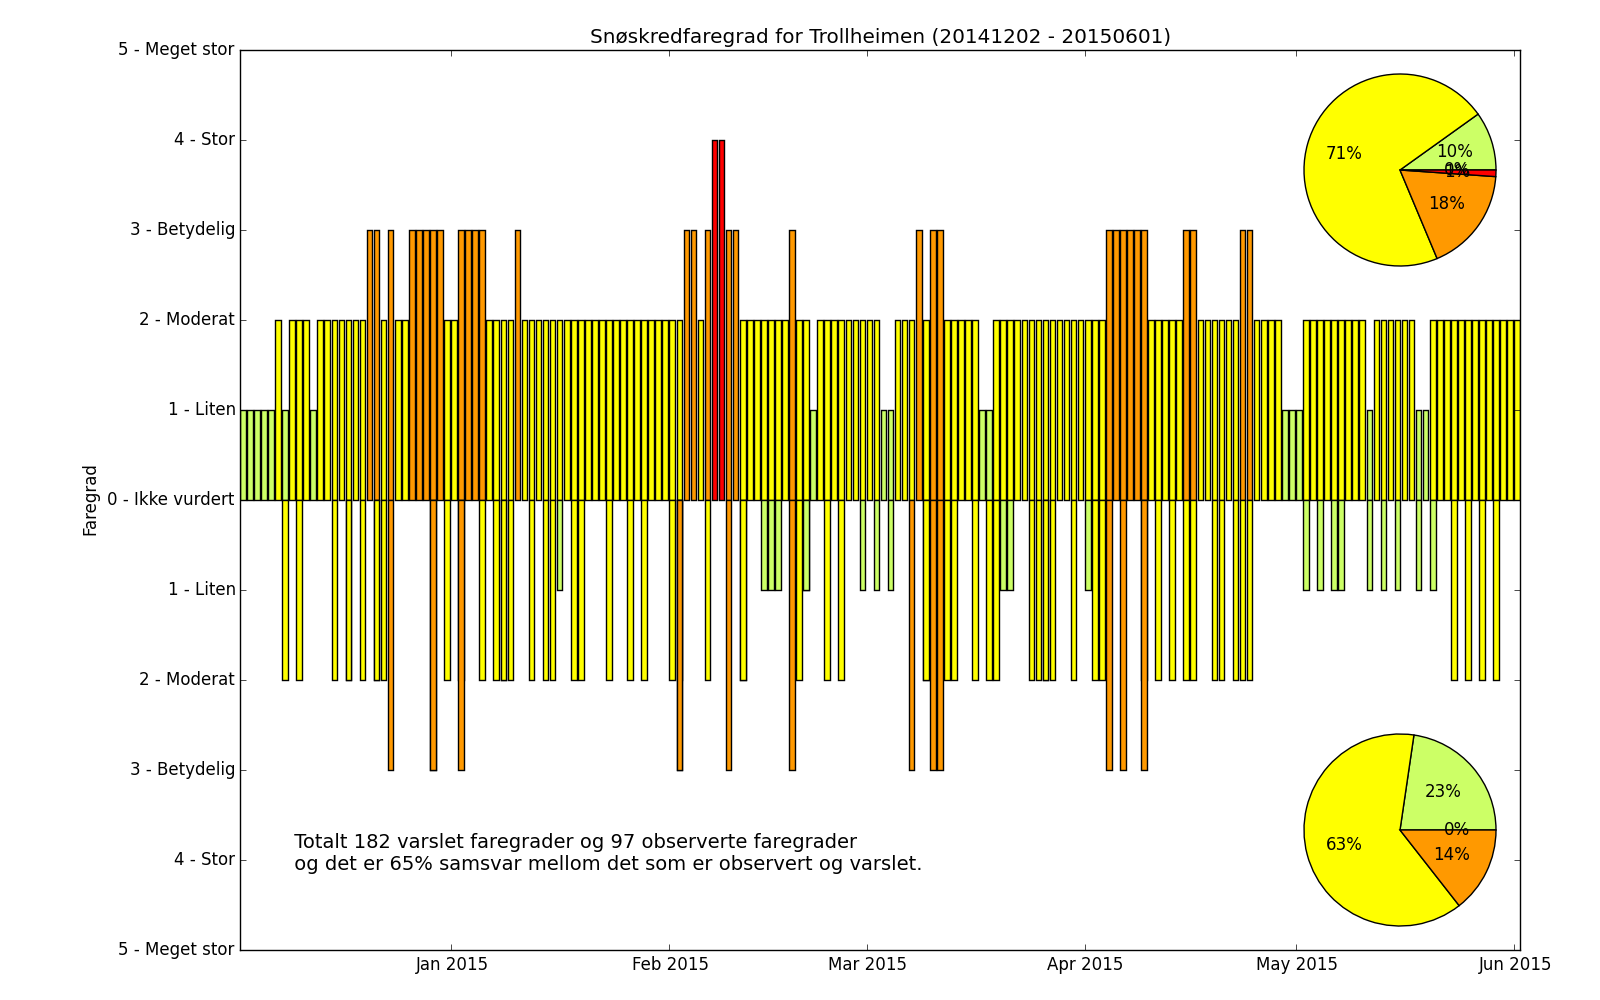 Snøskredfaregrad for Trollheimen (20141202 - 20150601)
5 - Meget stor
4 - Stor
3 - Betydelig
2 - Moderat
1 - Liten
0 - Ikke vurdert
1 - Liten
2 - Moderat
3 - Betydelig
4 - Stor
5 - Meget stor
Faregrad
71%
10%
1%
18%
63%
23%
0%
14%
Totalt 182 varslet faregrader og 97 observerte faregrader
og det er 65% samsvar mellom det som er observert og varslet.
Jan 2015
Feb 2015
Mar 2015
Apr 2015
May 2015
Jun 2015